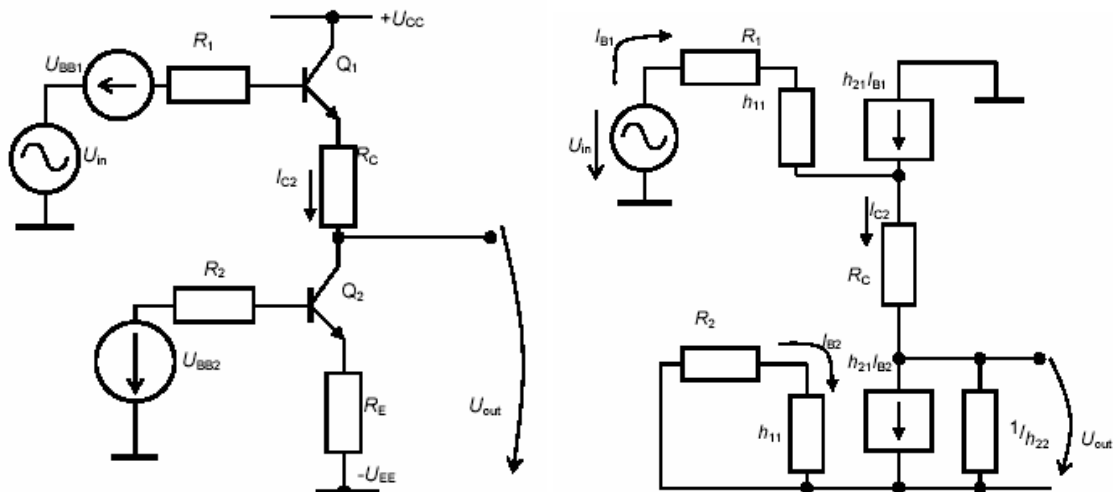 +UCC
R1
UBB1
Q1
Uin
RC
IC2
R2
Q2
UBB2
RE
Uout
-UEE
IB1
R1
h21IB1
h11
Uin
IC2
RC
R2
IB2
h21IB2
h11
1/h22
Uout